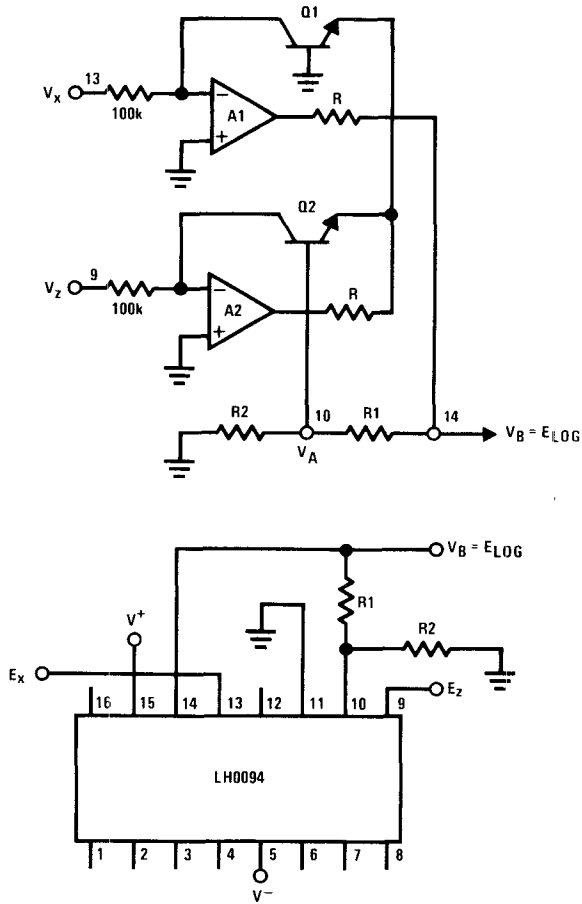 Q1
Vx 13 100k
− A1 R
+
Q2
Vz 9 100k
− A2 R
+
R2 10 R1 14
VA
VB = ELOG
VB = ELOG
R1
V+
R2
Ex
Ez
16 15 14 13 12 11 10 9
LH0094
1 2 3 4 5 6 7 8
V−